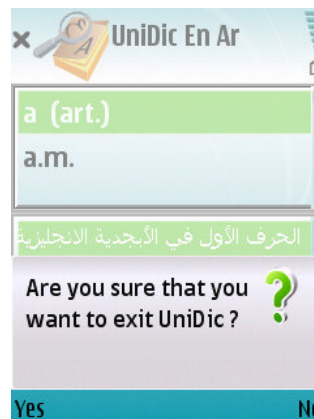 UniDic En Ar
a (art.)
a.m.
الحرف الأول في الأبجدية الانجليزية
Are you sure that you
want to exit UniDic ?
Yes